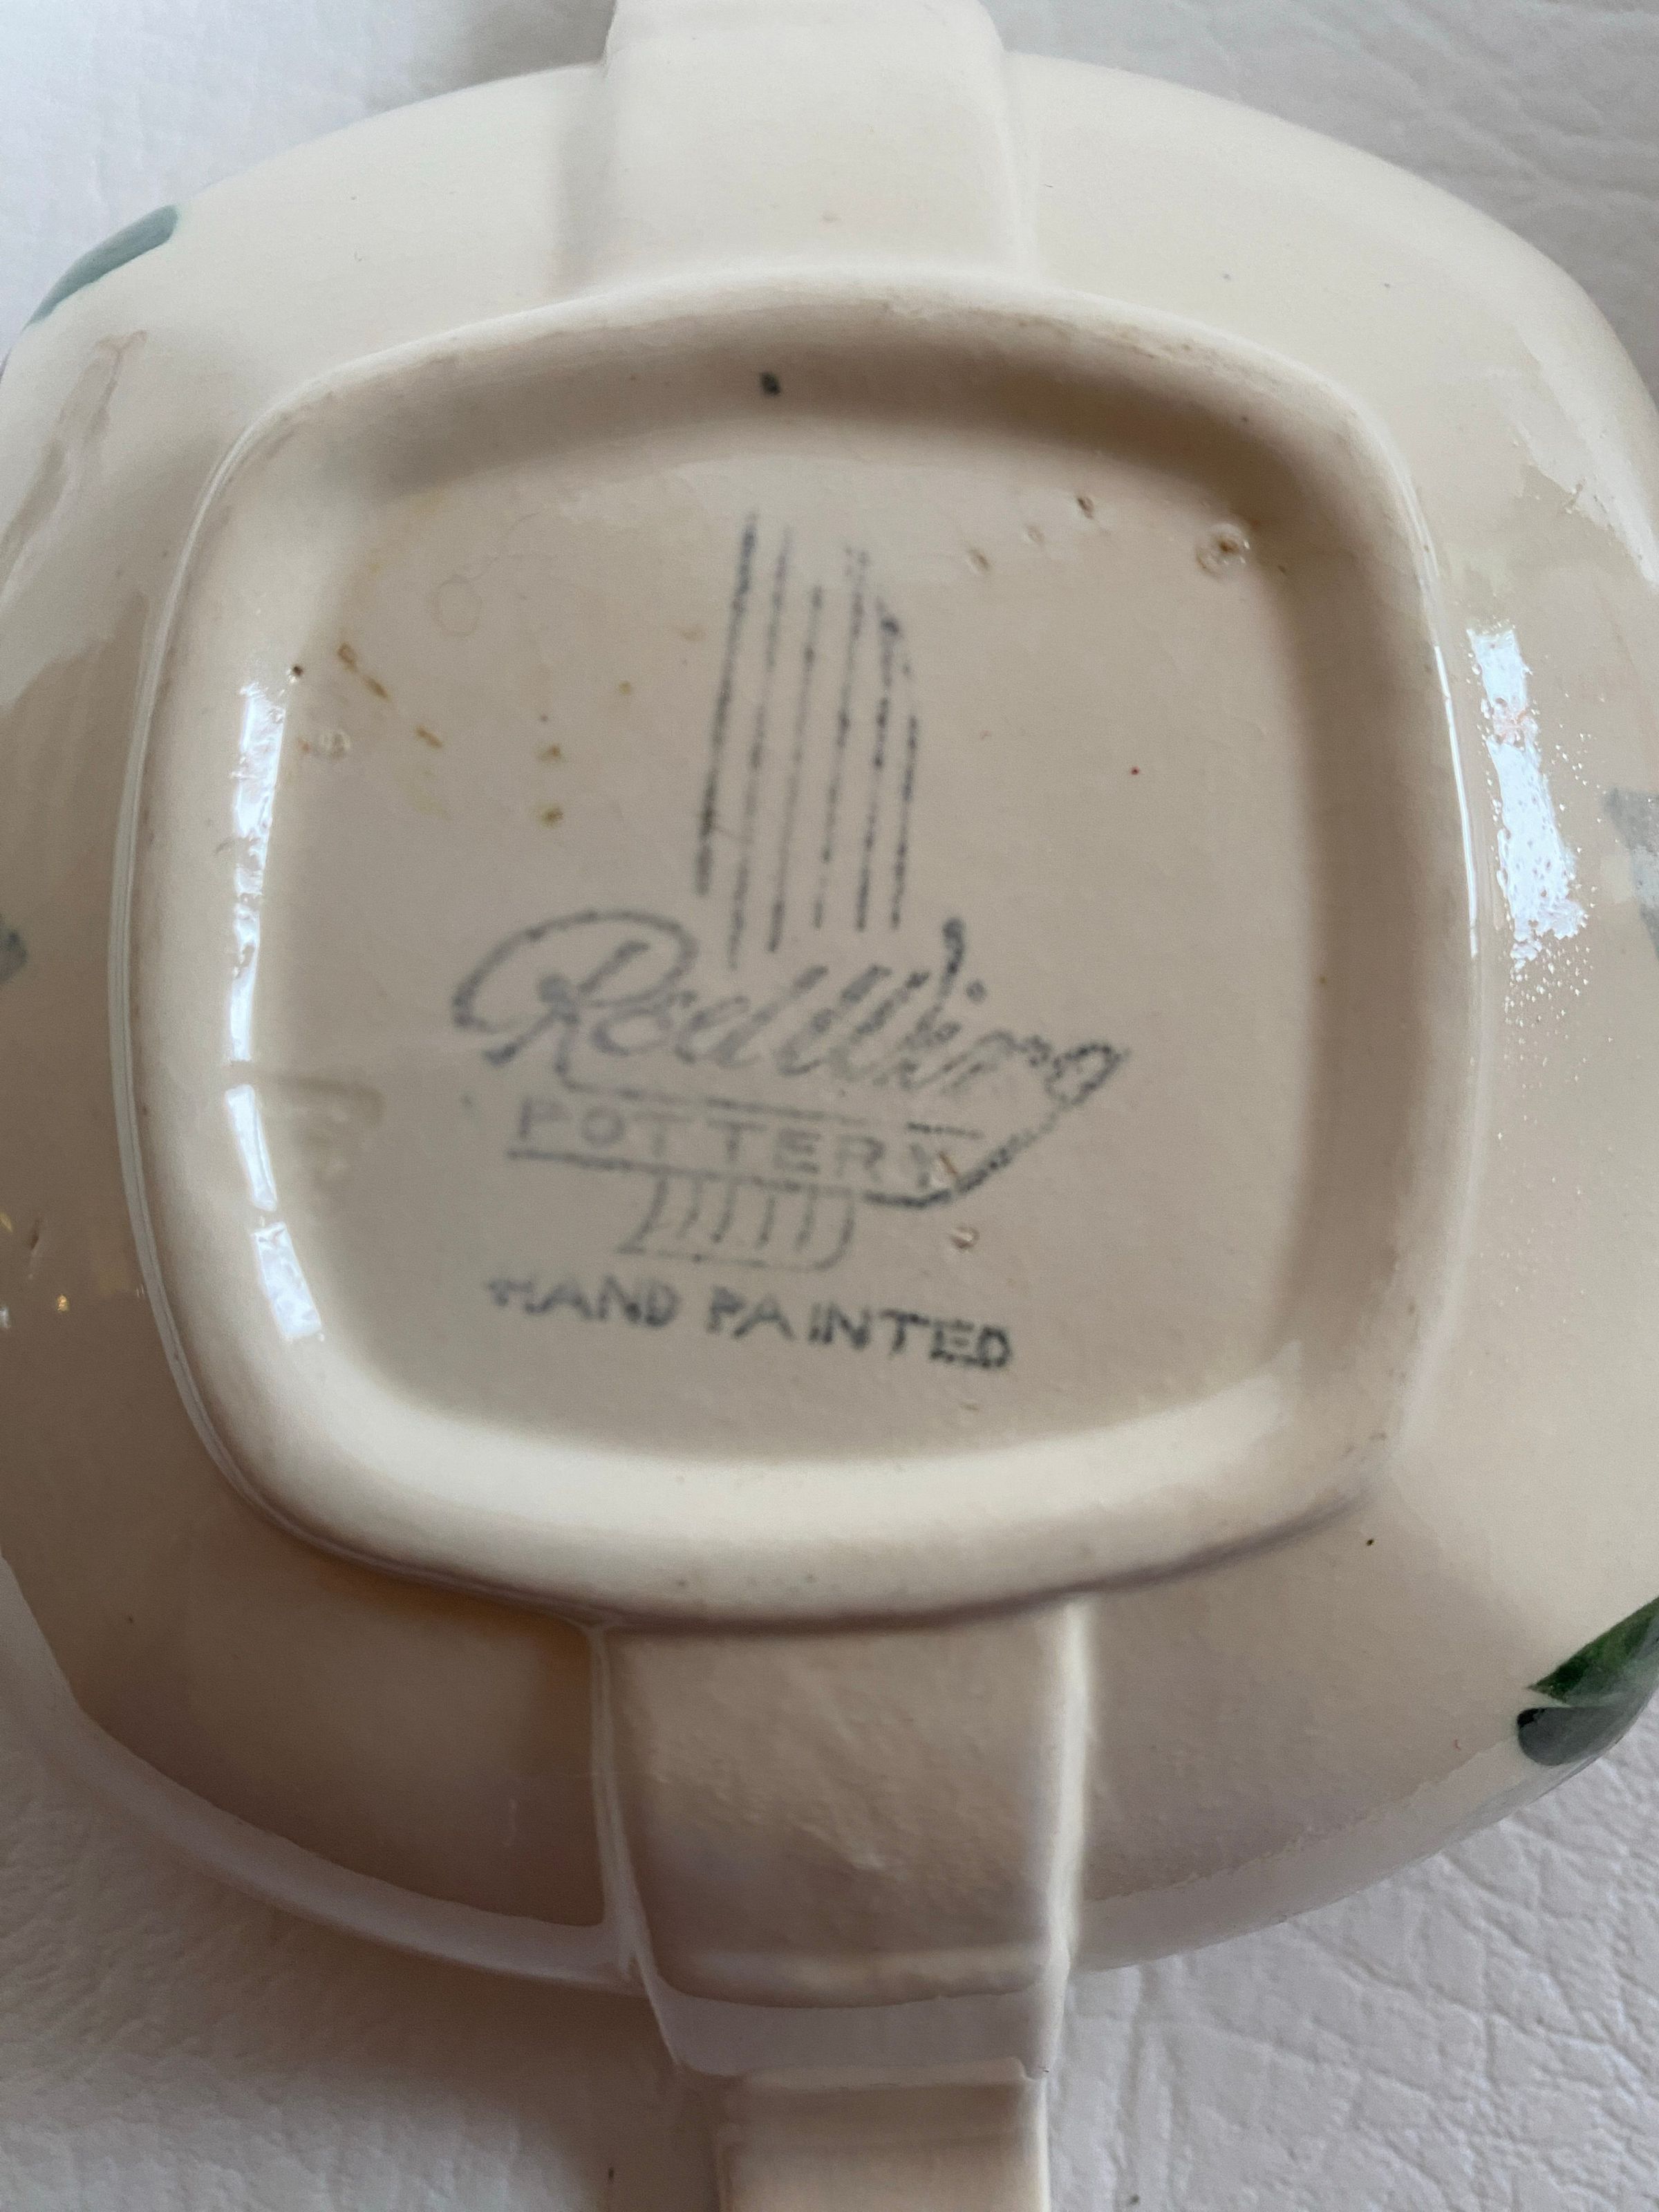 Red Wing
POTTERY
HAND PAINTED